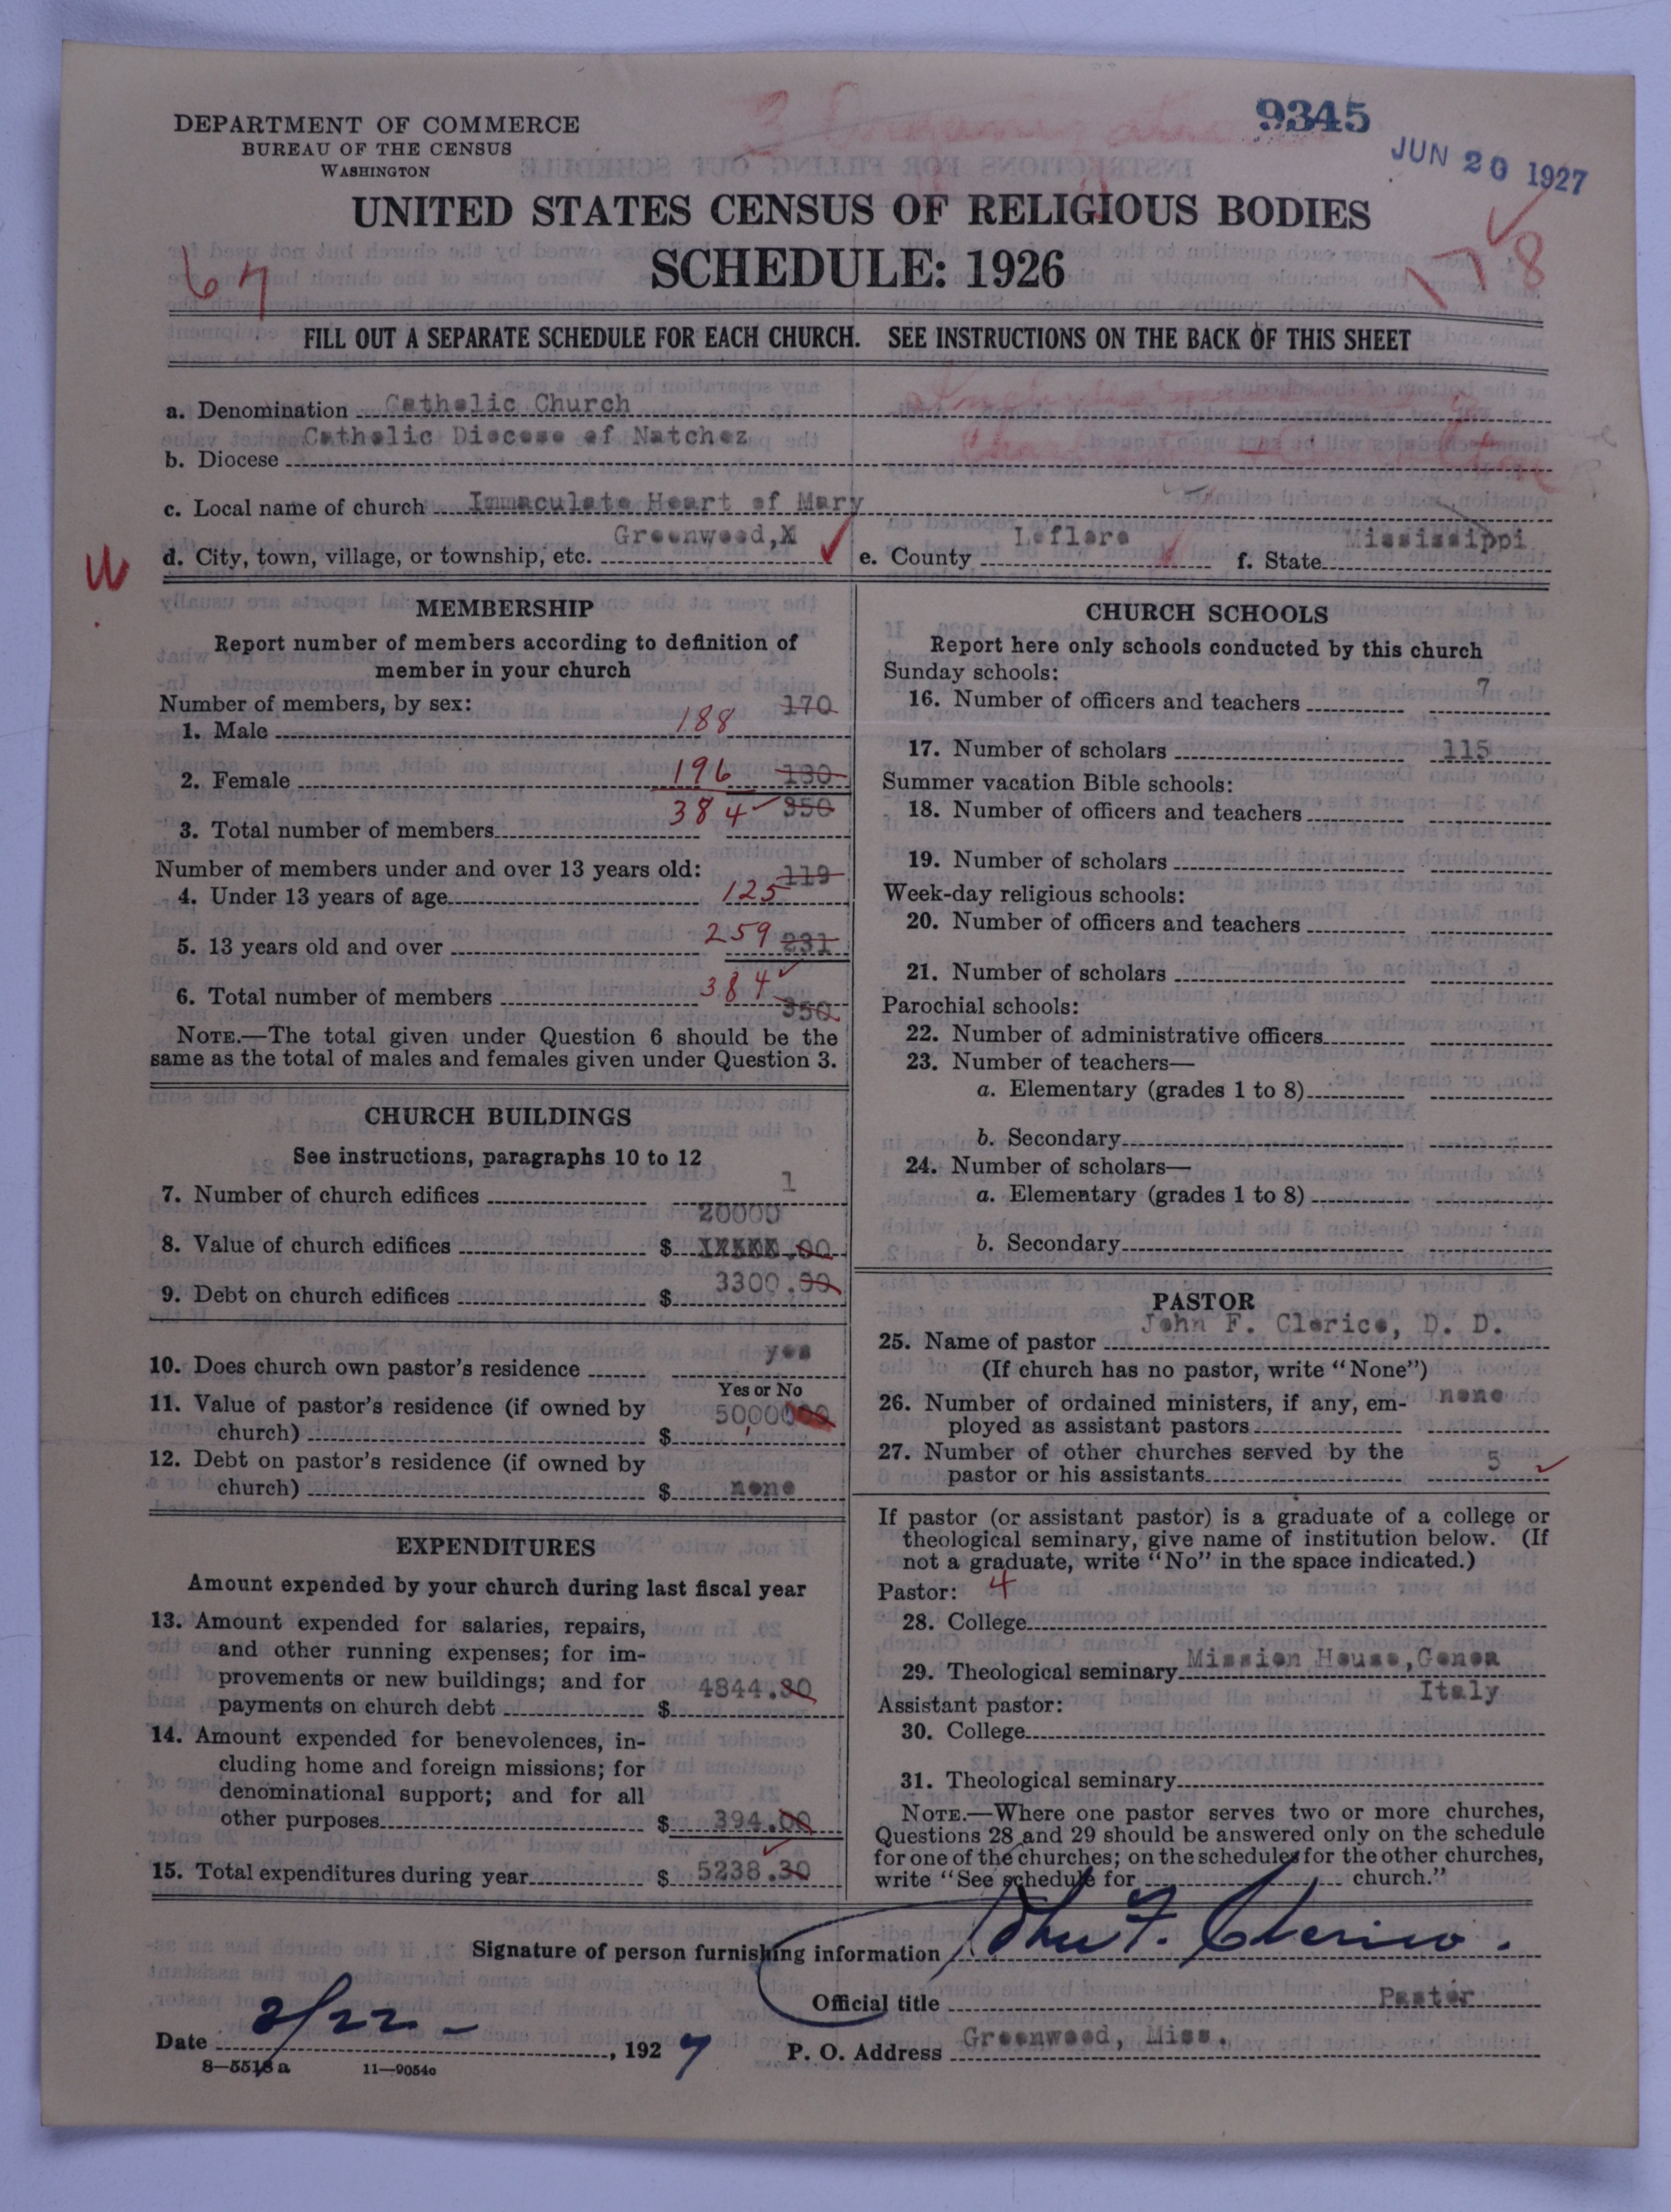 9345
JUN 20 1927
DEPARTMENT OF COMMERCE
BUREAU OF THE CENSUS
WASHINGTON
UNITED STATES CENSUS OF RELIGIOUS BODIES
SCHEDULE: 1926
67
178
FILL OUT A SEPARATE SCHEDULE FOR EACH CHURCH. SEE INSTRUCTIONS ON THE BACK OF THIS SHEET
a. Denomination Catholic Church
Catholic Diocese of Natchez
b. Diocese
c. Local name of church Immaculate Heart of Mary
d. City, town, village, or township, etc. Greenwood, e. County Leflore f. State Mississippi
W
MEMBERSHIP
Report number of members according to definition of
member in your church
Number of members, by sex:
1. Male 188 170
2. Female 196 180
3. Total number of members 384 350
Number of members under and over 13 years old:
4. Under 13 years of age 125 119
5. 13 years old and over 259 231
6. Total number of members 384 350
NOTE.—The total given under Question 6 should be the
same as the total of males and females given under Question 3.
CHURCH BUILDINGS
See instructions, paragraphs 10 to 12
7. Number of church edifices 1
20000
8. Value of church edifices $ .00
9. Debt on church edifices $ 3300.00
10. Does church own pastor's residence yes
Yes or No
11. Value of pastor's residence (if owned by
church) $ 5000
12. Debt on pastor's residence (if owned by
church) $ none
EXPENDITURES
Amount expended by your church during last fiscal year
13. Amount expended for salaries, repairs,
and other running expenses; for im-
provements or new buildings; and for
payments on church debt $ 4844.30
14. Amount expended for benevolences, in-
cluding home and foreign missions; for
denominational support; and for all
other purposes $ 394.00
15. Total expenditures during year $ 5238.30
CHURCH SCHOOLS
Report here only schools conducted by this church
Sunday schools:
16. Number of officers and teachers 7
17. Number of scholars 115
Summer vacation Bible schools:
18. Number of officers and teachers
19. Number of scholars
Week-day religious schools:
20. Number of officers and teachers
21. Number of scholars
Parochial schools:
22. Number of administrative officers
23. Number of teachers—
a. Elementary (grades 1 to 8)
b. Secondary
24. Number of scholars—
a. Elementary (grades 1 to 8)
b. Secondary
PASTOR
25. Name of pastor John F. Clerico, D. D.
(If church has no pastor, write "None")
26. Number of ordained ministers, if any, em-
ployed as assistant pastors none
27. Number of other churches served by the
pastor or his assistants 5
If pastor (or assistant pastor) is a graduate of a college or
theological seminary, give name of institution below. (If
not a graduate, write "No" in the space indicated.)
Pastor: 4
28. College
29. Theological seminary Mission House, Genoa
Italy
Assistant pastor:
30. College
31. Theological seminary
NOTE.—Where one pastor serves two or more churches,
Questions 28 and 29 should be answered only on the schedule
for one of the churches; on the schedules for the other churches,
write "See schedule for church."
Signature of person furnishing information John F. Clerico.
Official title Pastor
Date 2/22 -, 1927 P. O. Address Greenwood, Miss.
8—5518 a 11—9054o